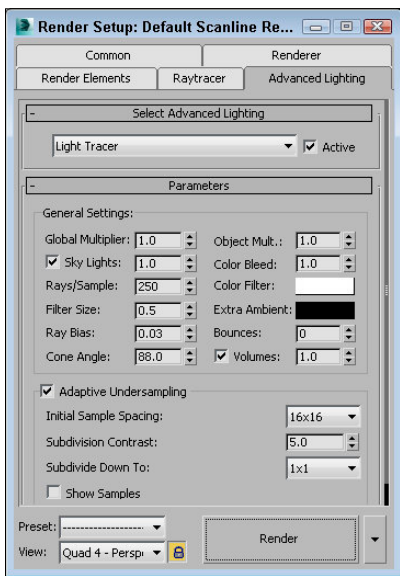 Render Setup: Default Scanline Re...
Common Renderer
Render Elements Raytracer Advanced Lighting
- Select Advanced Lighting
Light Tracer Active
- Parameters
General Settings:
Global Multiplier: 1.0 Object Mult.: 1.0
Sky Lights: 1.0 Color Bleed: 1.0
Rays/Sample: 250 Color Filter:
Filter Size: 0.5 Extra Ambient:
Ray Bias: 0.03 Bounces: 0
Cone Angle: 88.0 Volumes: 1.0
Adaptive Undersampling
Initial Sample Spacing: 16x16
Subdivision Contrast: 5.0
Subdivide Down To: 1x1
Show Samples
Preset: --------------------
View: Quad 4 - Persp Render